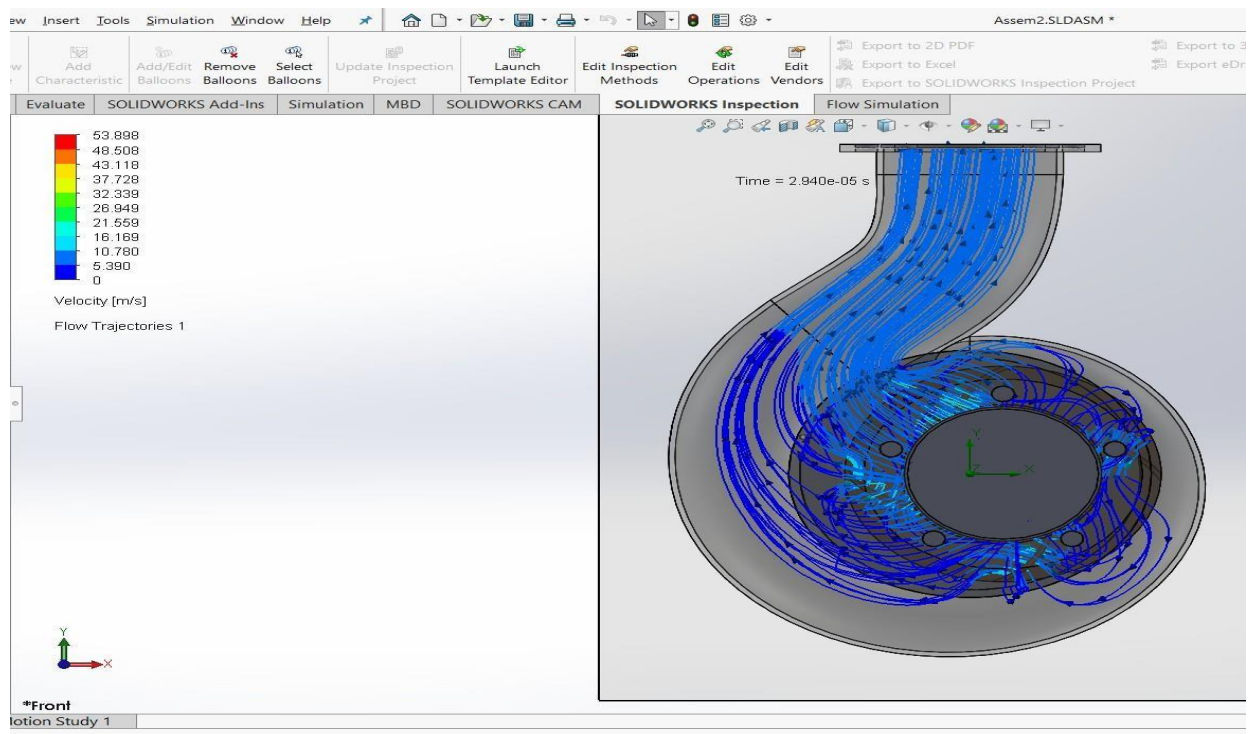 ew Insert Tools Simulation Window Help
Assem2.SLDASM *
Add Characteristic
Add/Edit Balloons
Remove Balloons
Select Balloons
Update Inspection Project
Launch Template Editor
Edit Inspection Methods
Edit Operations
Edit Vendors
Export to 2D PDF
Export to Excel
Export to SOLIDWORKS Inspection Project
Export to 3
Export eDr
Evaluate SOLIDWORKS Add-Ins Simulation MBD SOLIDWORKS CAM SOLIDWORKS Inspection Flow Simulation
53.898
48.508
43.118
37.728
32.339
26.949
21.559
16.169
10.780
5.390
0
Velocity [m/s]
Flow Trajectories 1
Time = 2.940e-05 s
Y
X
Z
Y
X
*Front
lotion Study 1